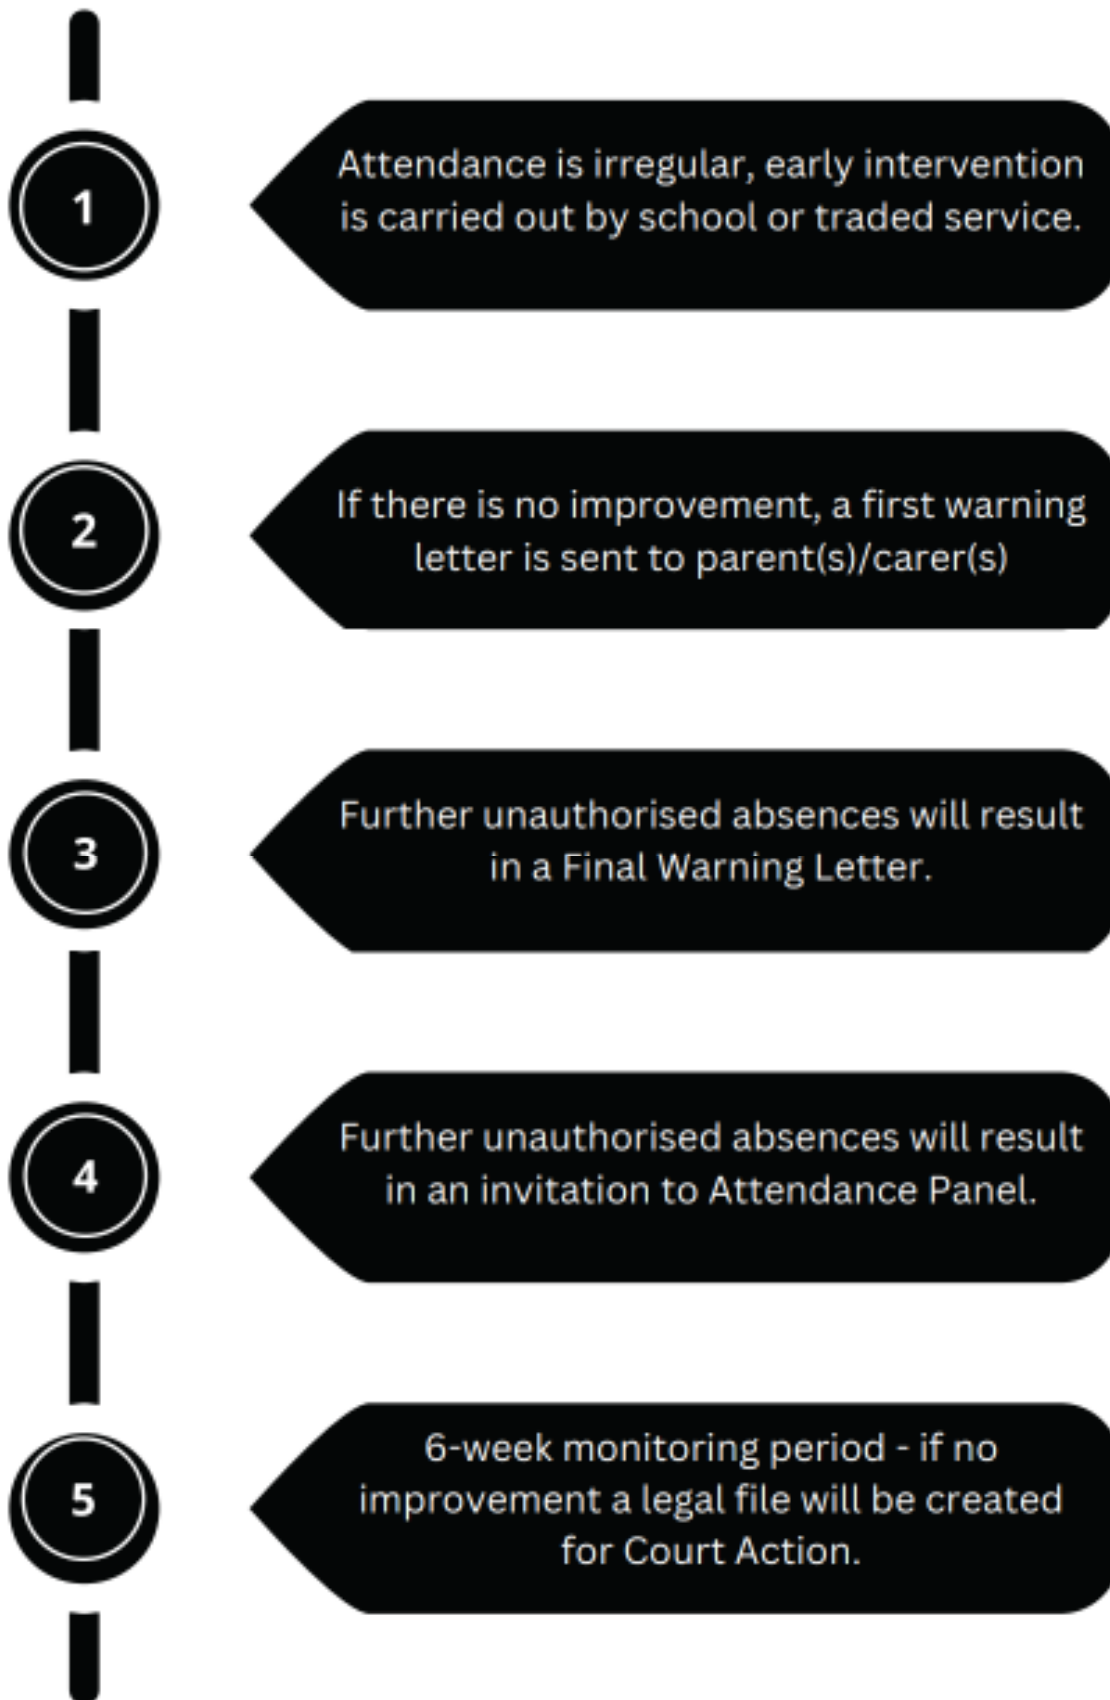 1
Attendance is irregular, early intervention
is carried out by school or traded service.
2
If there is no improvement, a first warning
letter is sent to parent(s)/carer(s)
3
Further unauthorised absences will result
in a Final Warning Letter.
4
Further unauthorised absences will result
in an invitation to Attendance Panel.
5
6-week monitoring period - if no
improvement a legal file will be created
for Court Action.